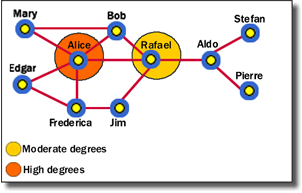 Mary
Bob
Stefan
Alice
Rafael
Aldo
Edgar
Pierre
Frederica
Jim
Moderate degrees
High degrees